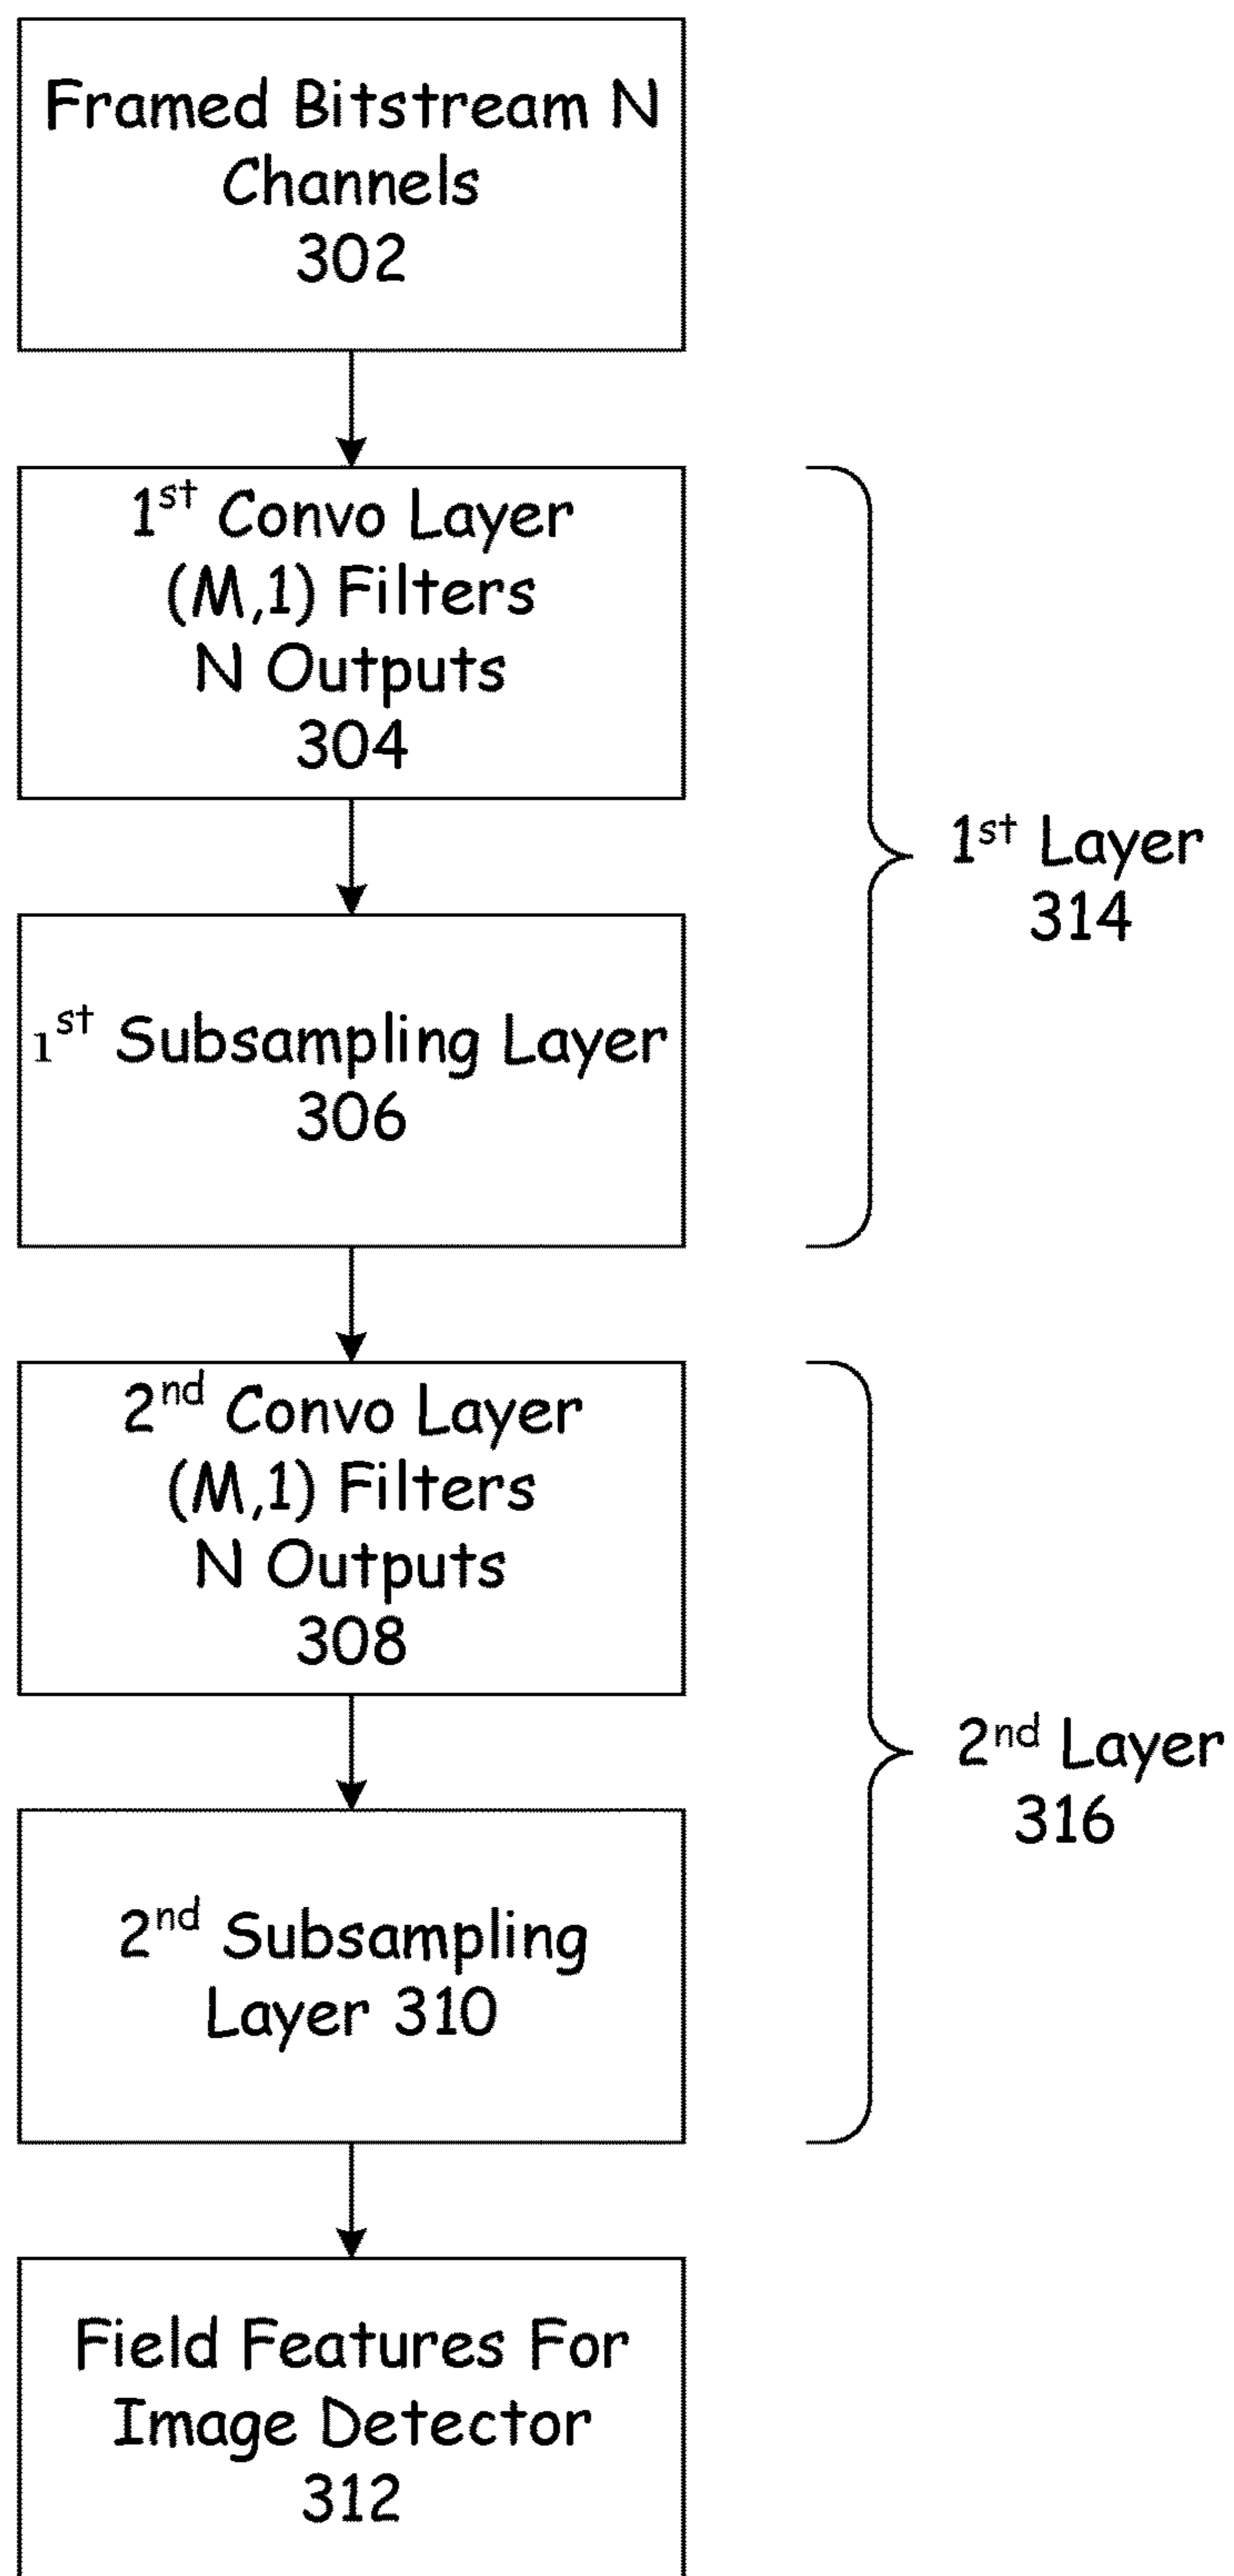 Framed Bitstream N
Channels
302
1st Convo Layer
(M,1) Filters
N Outputs
304
1st Subsampling Layer
306
1st Layer
314
2nd Convo Layer
(M,1) Filters
N Outputs
308
2nd Subsampling
Layer 310
2nd Layer
316
Field Features For
Image Detector
312